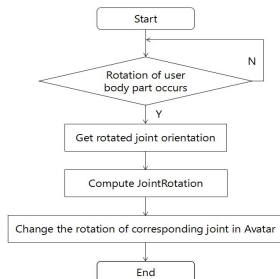 Start
N
Rotation of user
body part occurs
Y
Get rotated joint orientation
Compute JointRotation
Change the rotation of corresponding joint in Avatar
End